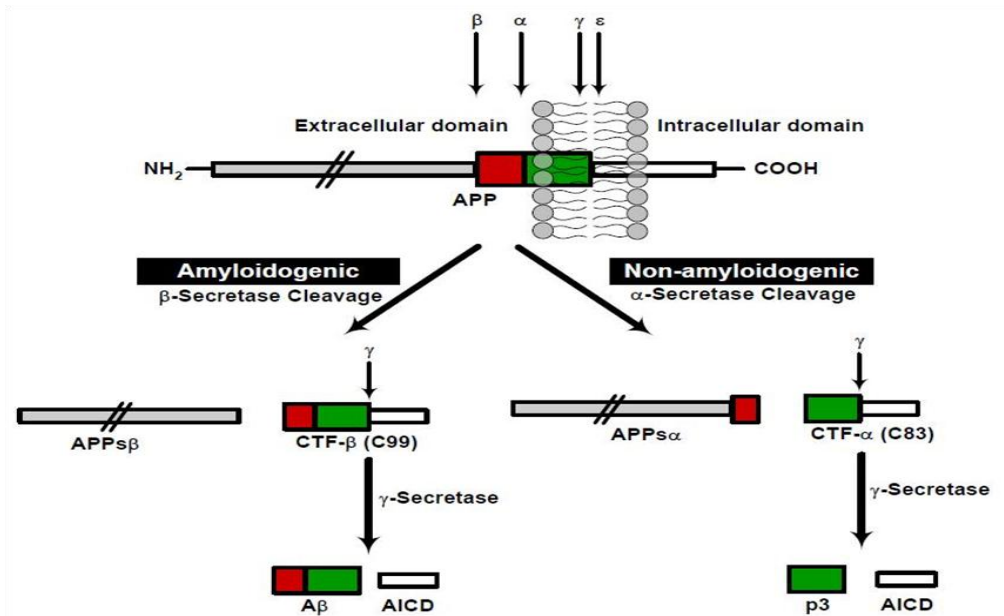 β α γ ε
Extracellular domain Intracellular domain
NH₂ COOH
APP
Amyloidogenic Non-amyloidogenic
β-Secretase Cleavage α-Secretase Cleavage
γ γ
APPsβ CTF-β (C99) APPsα CTF-α (C83)
γ-Secretase γ-Secretase
Aβ AICD p3 AICD